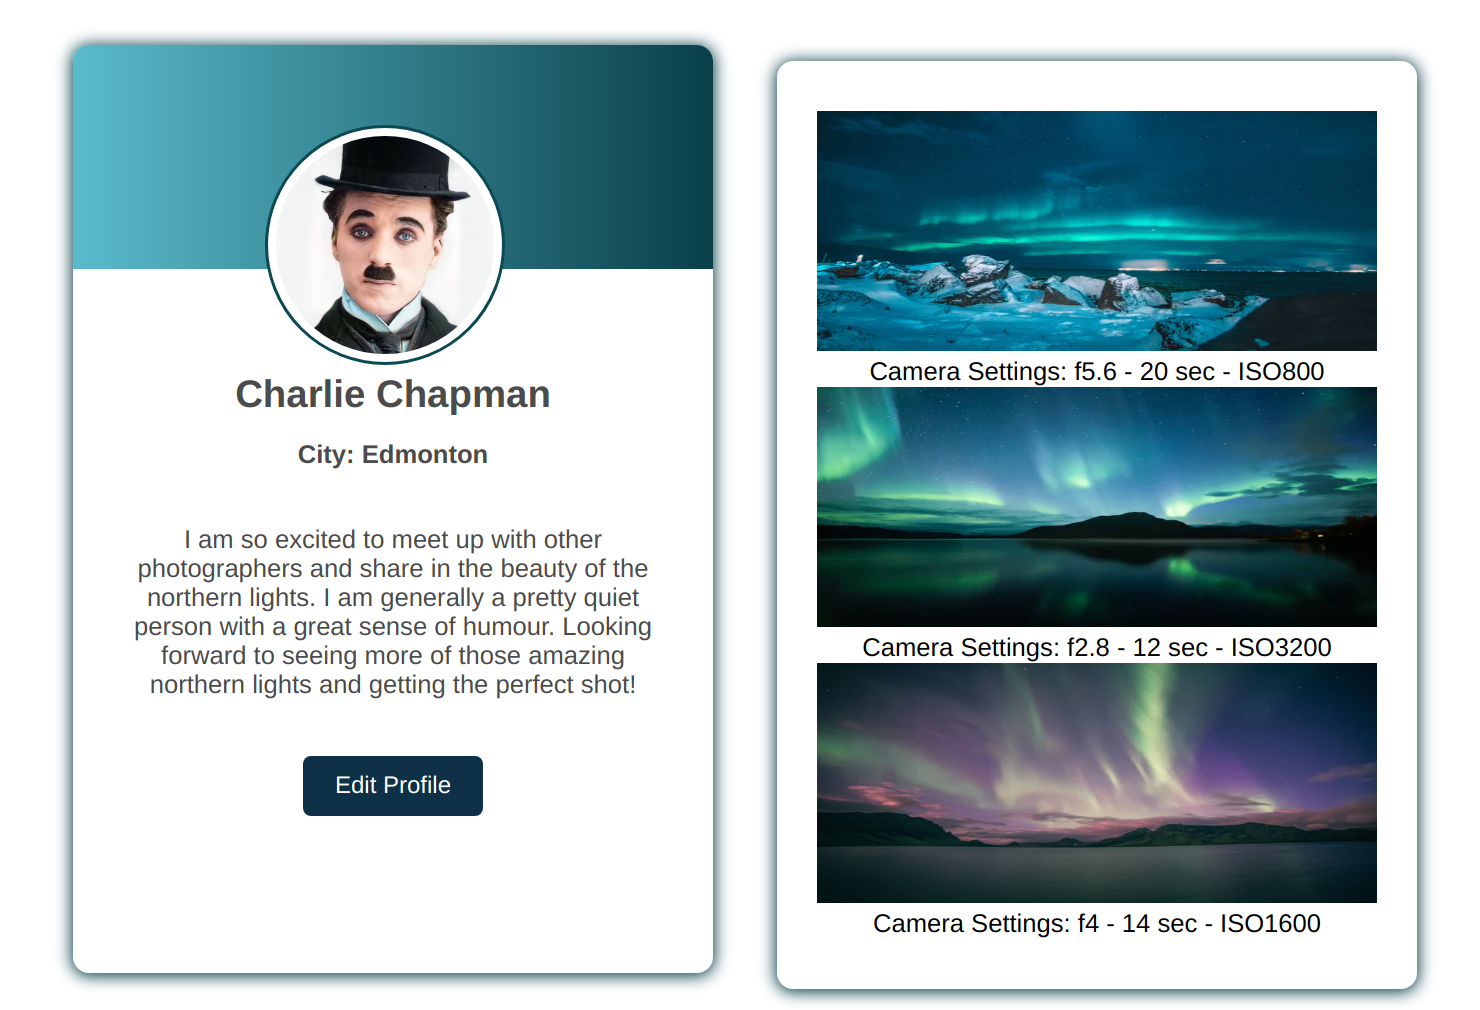 Charlie Chapman
City: Edmonton
I am so excited to meet up with other
photographers and share in the beauty of the
northern lights. I am generally a pretty quiet
person with a great sense of humour. Looking
forward to seeing more of those amazing
northern lights and getting the perfect shot!
Edit Profile
Camera Settings: f5.6 - 20 sec - ISO800
Camera Settings: f2.8 - 12 sec - ISO3200
Camera Settings: f4 - 14 sec - ISO1600